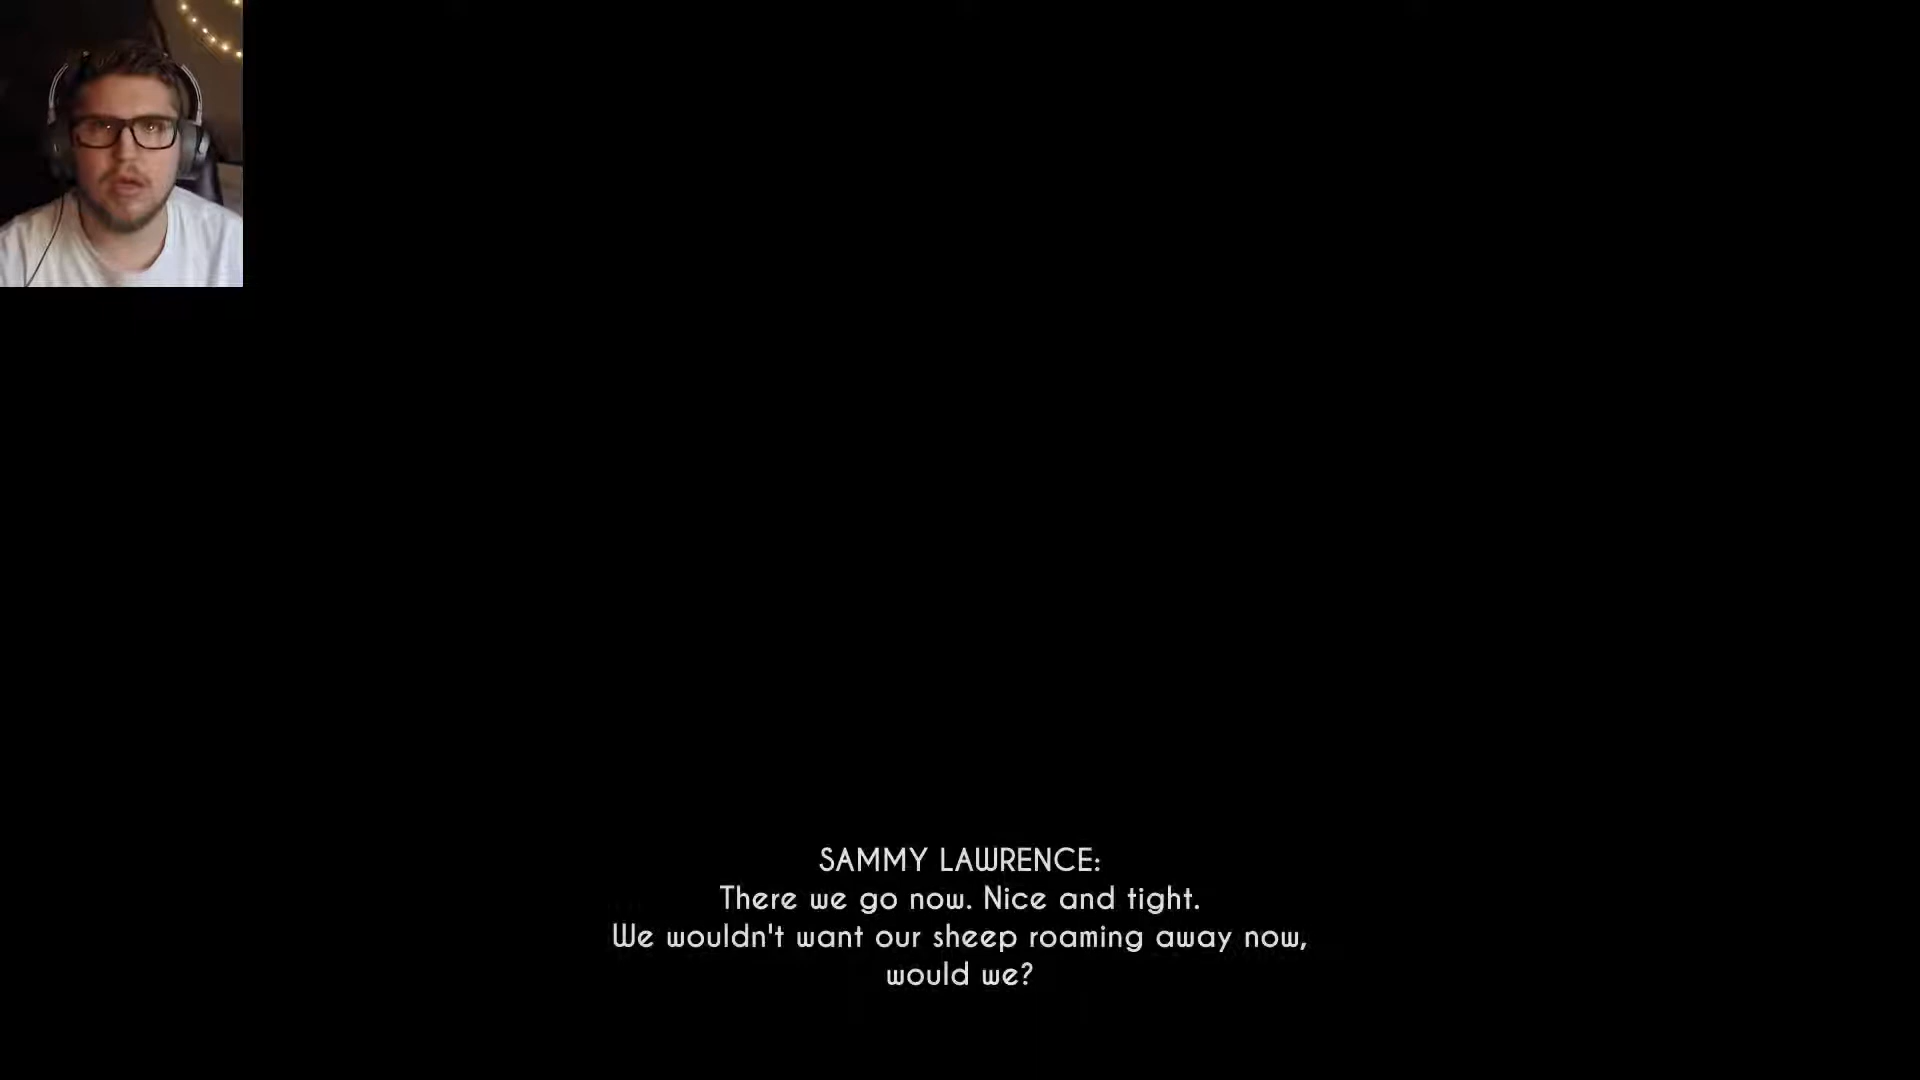 SAMMY LAWRENCE:
There we go now. Nice and tight.
We wouldn't want our sheep roaming away now,
would we?